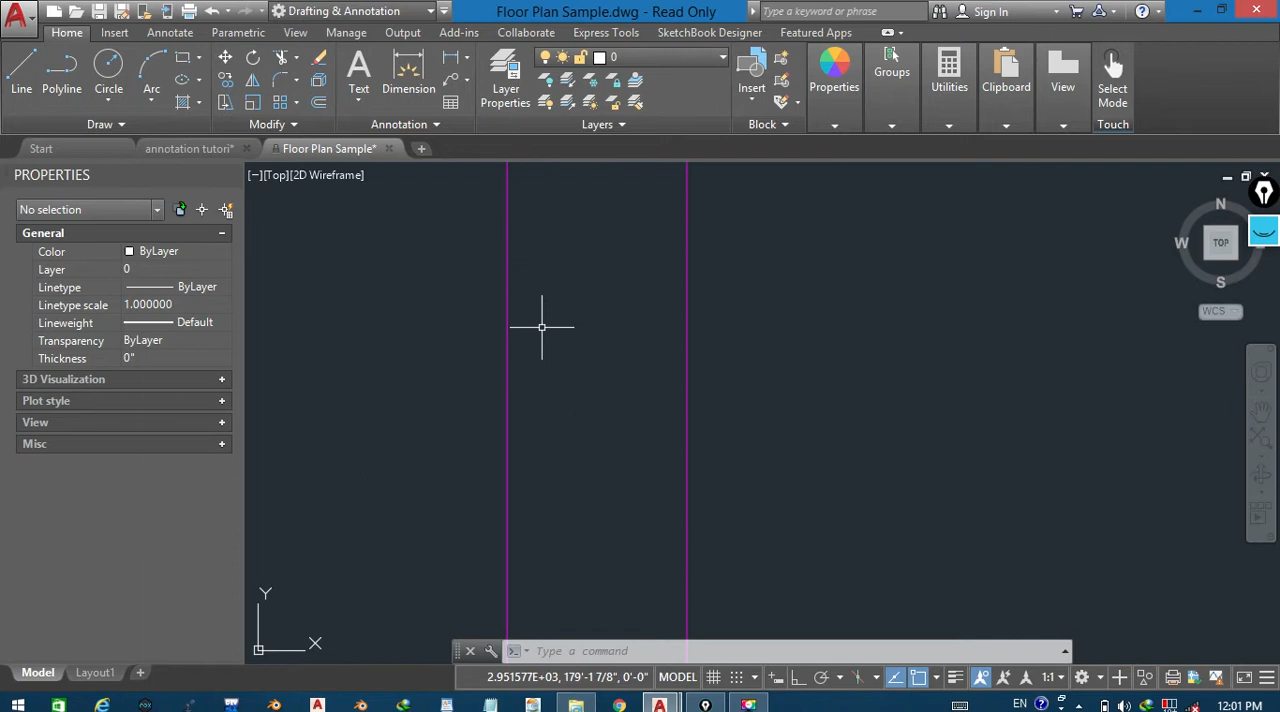 Drafting & Annotation
Floor Plan Sample.dwg - Read Only
Type a keyword or phrase
Sign In
Home Insert Annotate Parametric View Manage Output Add-ins Collaborate Express Tools SketchBook Designer Featured Apps
0
Line Polyline Circle Arc Text Dimension Layer Properties Insert Properties Groups Utilities Clipboard View Select Mode
Draw Modify Annotation Layers Block Touch
Start annotation tutori* Floor Plan Sample*
PROPERTIES
[−][Top][2D Wireframe]
No selection
General
Color ByLayer
Layer 0
Linetype ByLayer
Linetype scale 1.000000
Lineweight Default
Transparency ByLayer
Thickness 0"
3D Visualization
Plot style
View
Misc
N
W TOP
S
WCS
Y
X
Type a command
Model Layout1
2.951577E+03, 179'-1 7/8", 0'-0" MODEL 1:1
EN 12:01 PM